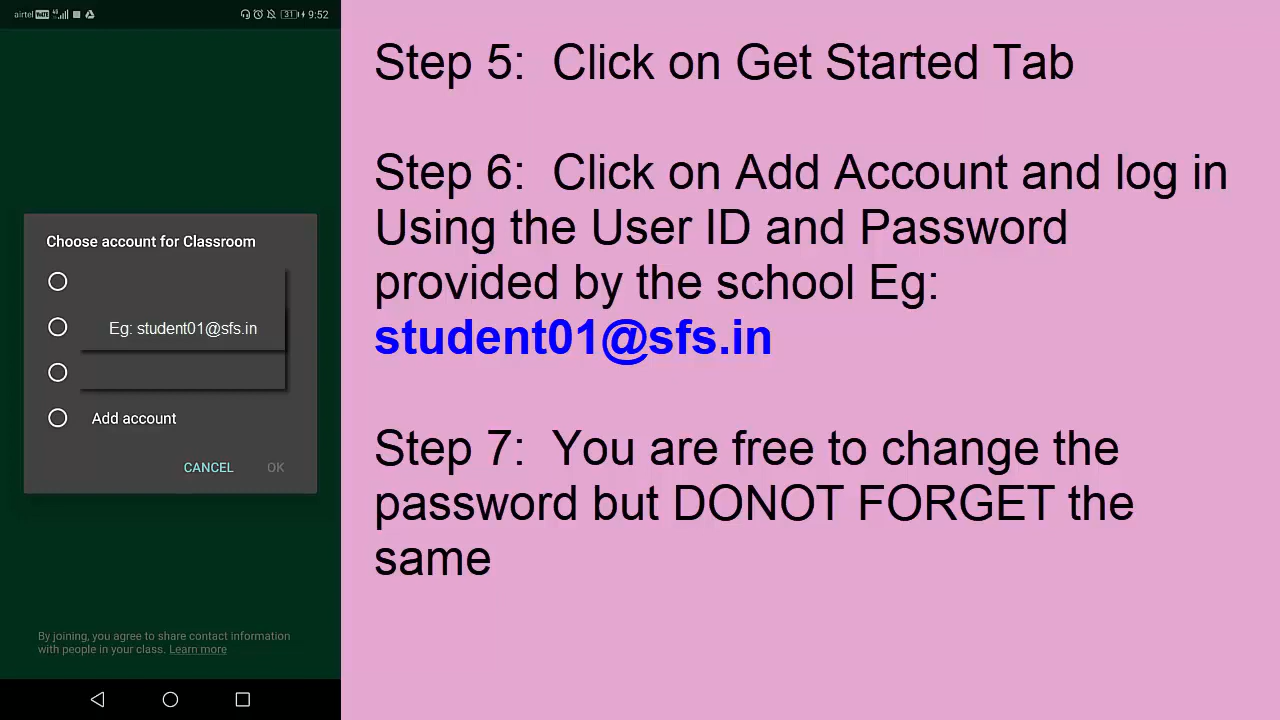 airtel VoLTE 4G 31 9:52
Choose account for Classroom
Eg: student01@sfs.in
Add account
CANCEL OK
By joining, you agree to share contact information
with people in your class. Learn more
Step 5: Click on Get Started Tab
Step 6: Click on Add Account and log in
Using the User ID and Password
provided by the school Eg:
student01@sfs.in
Step 7: You are free to change the
password but DONOT FORGET the
same